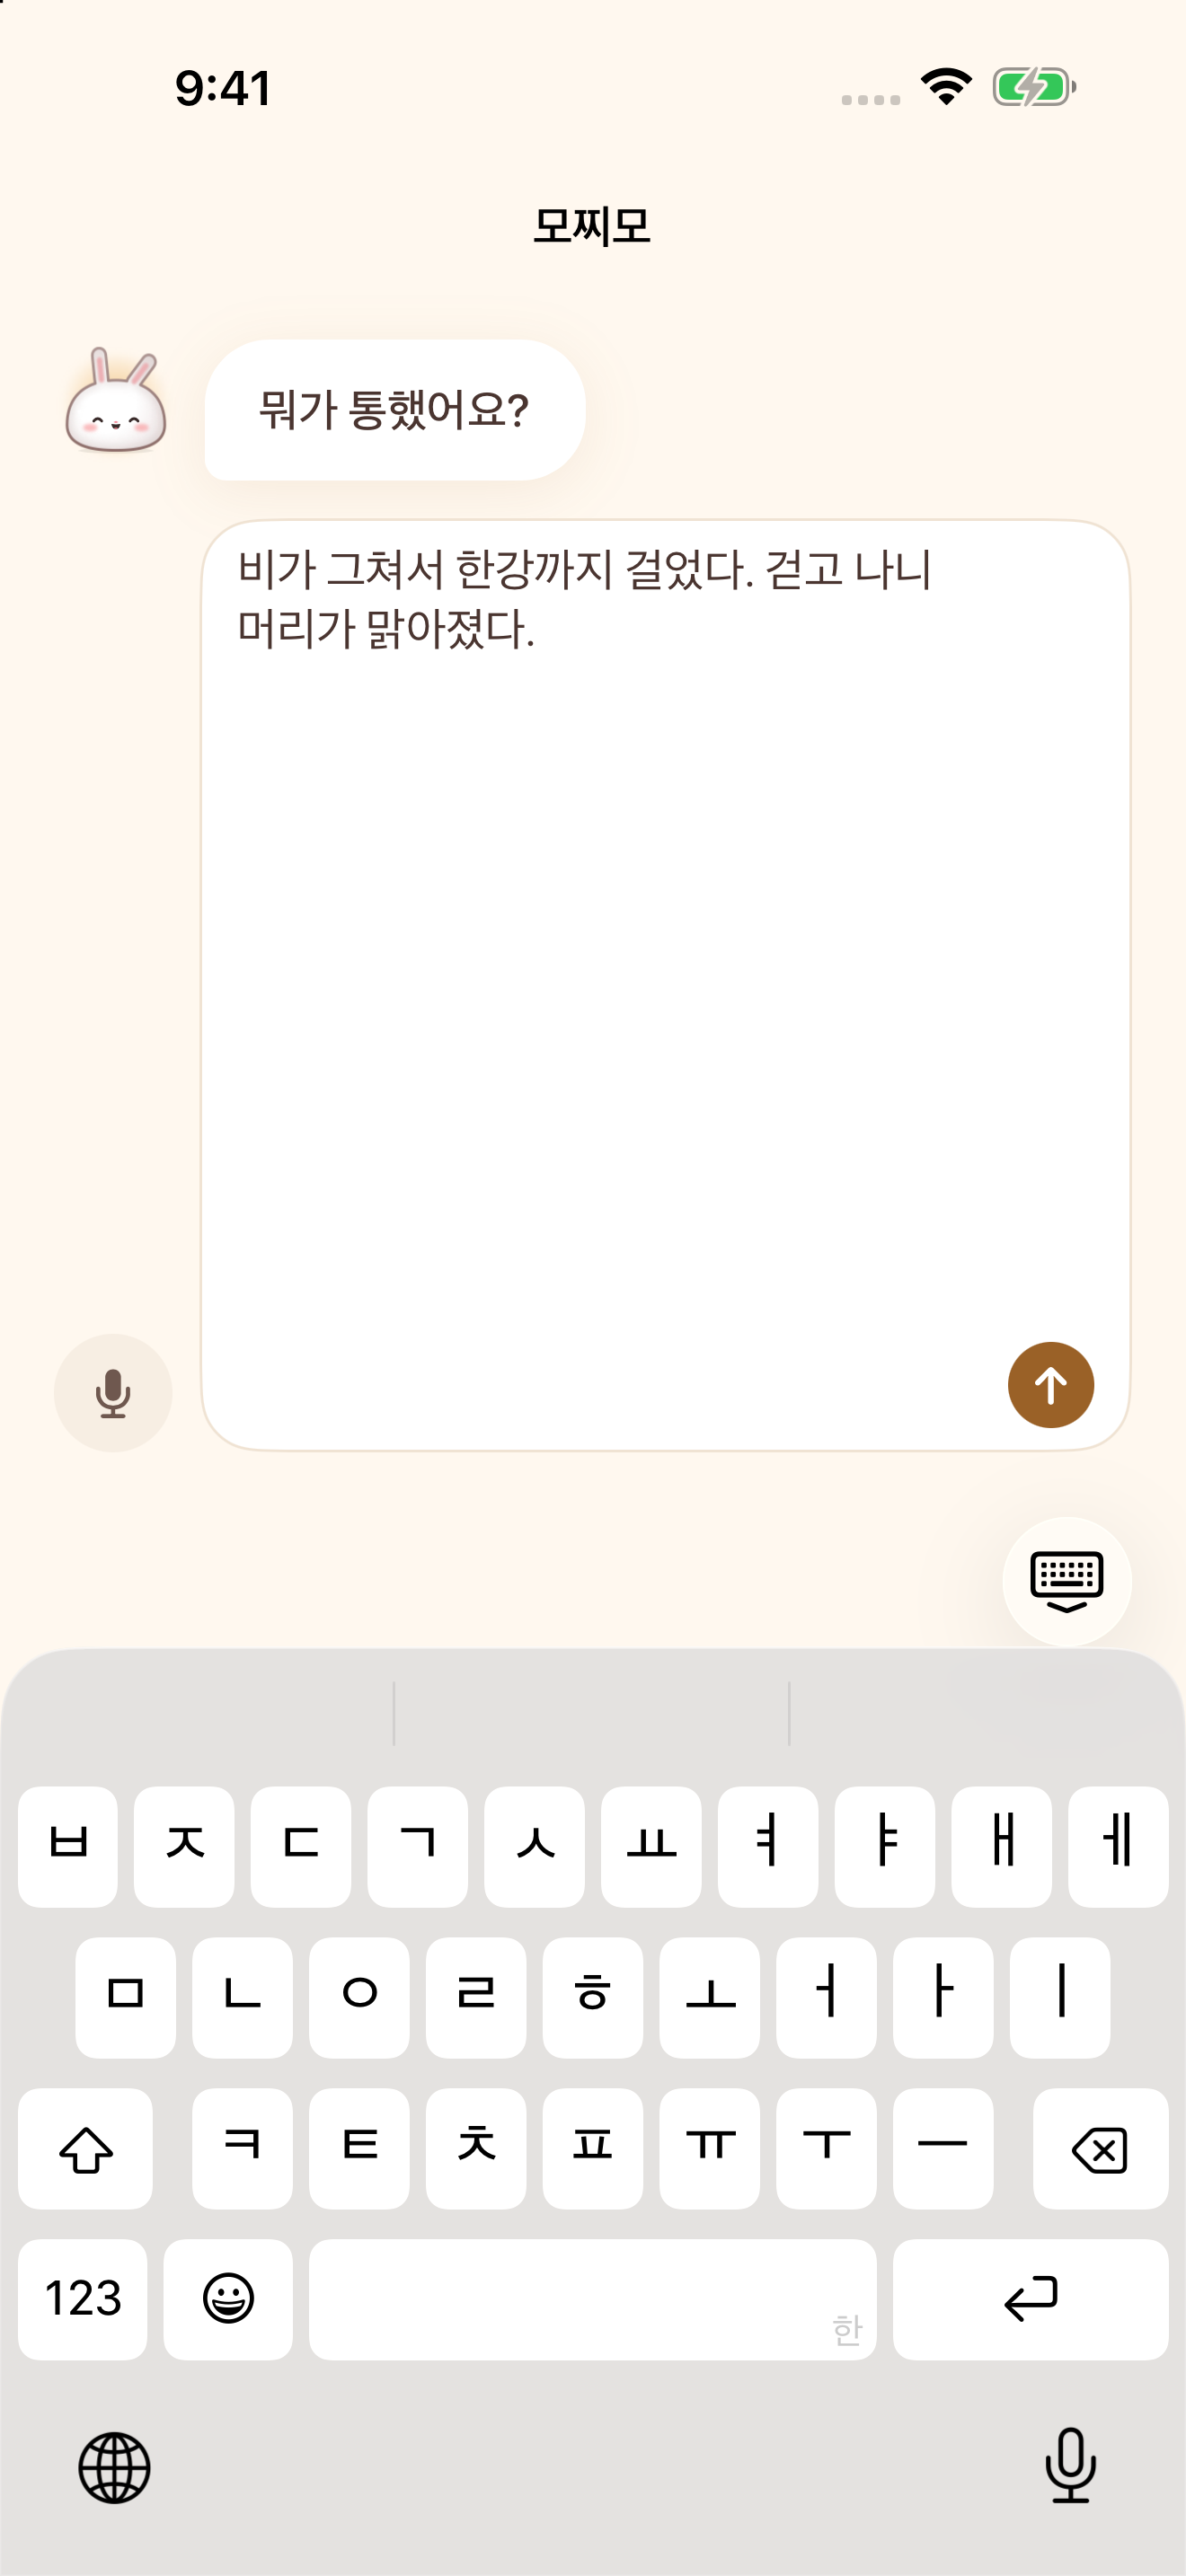 9:41
모찌모
뭐가 통했어요?
비가 그쳐서 한강까지 걸었다. 걷고 나니
머리가 맑아졌다.
ㅂ ㅈ ㄷ ㄱ ㅅ ㅛ ㅕ ㅑ ㅐ ㅔ
ㅁ ㄴ ㅇ ㄹ ㅎ ㅗ ㅓ ㅏ ㅣ
ㅋ ㅌ ㅊ ㅍ ㅠ ㅜ ㅡ
123 한